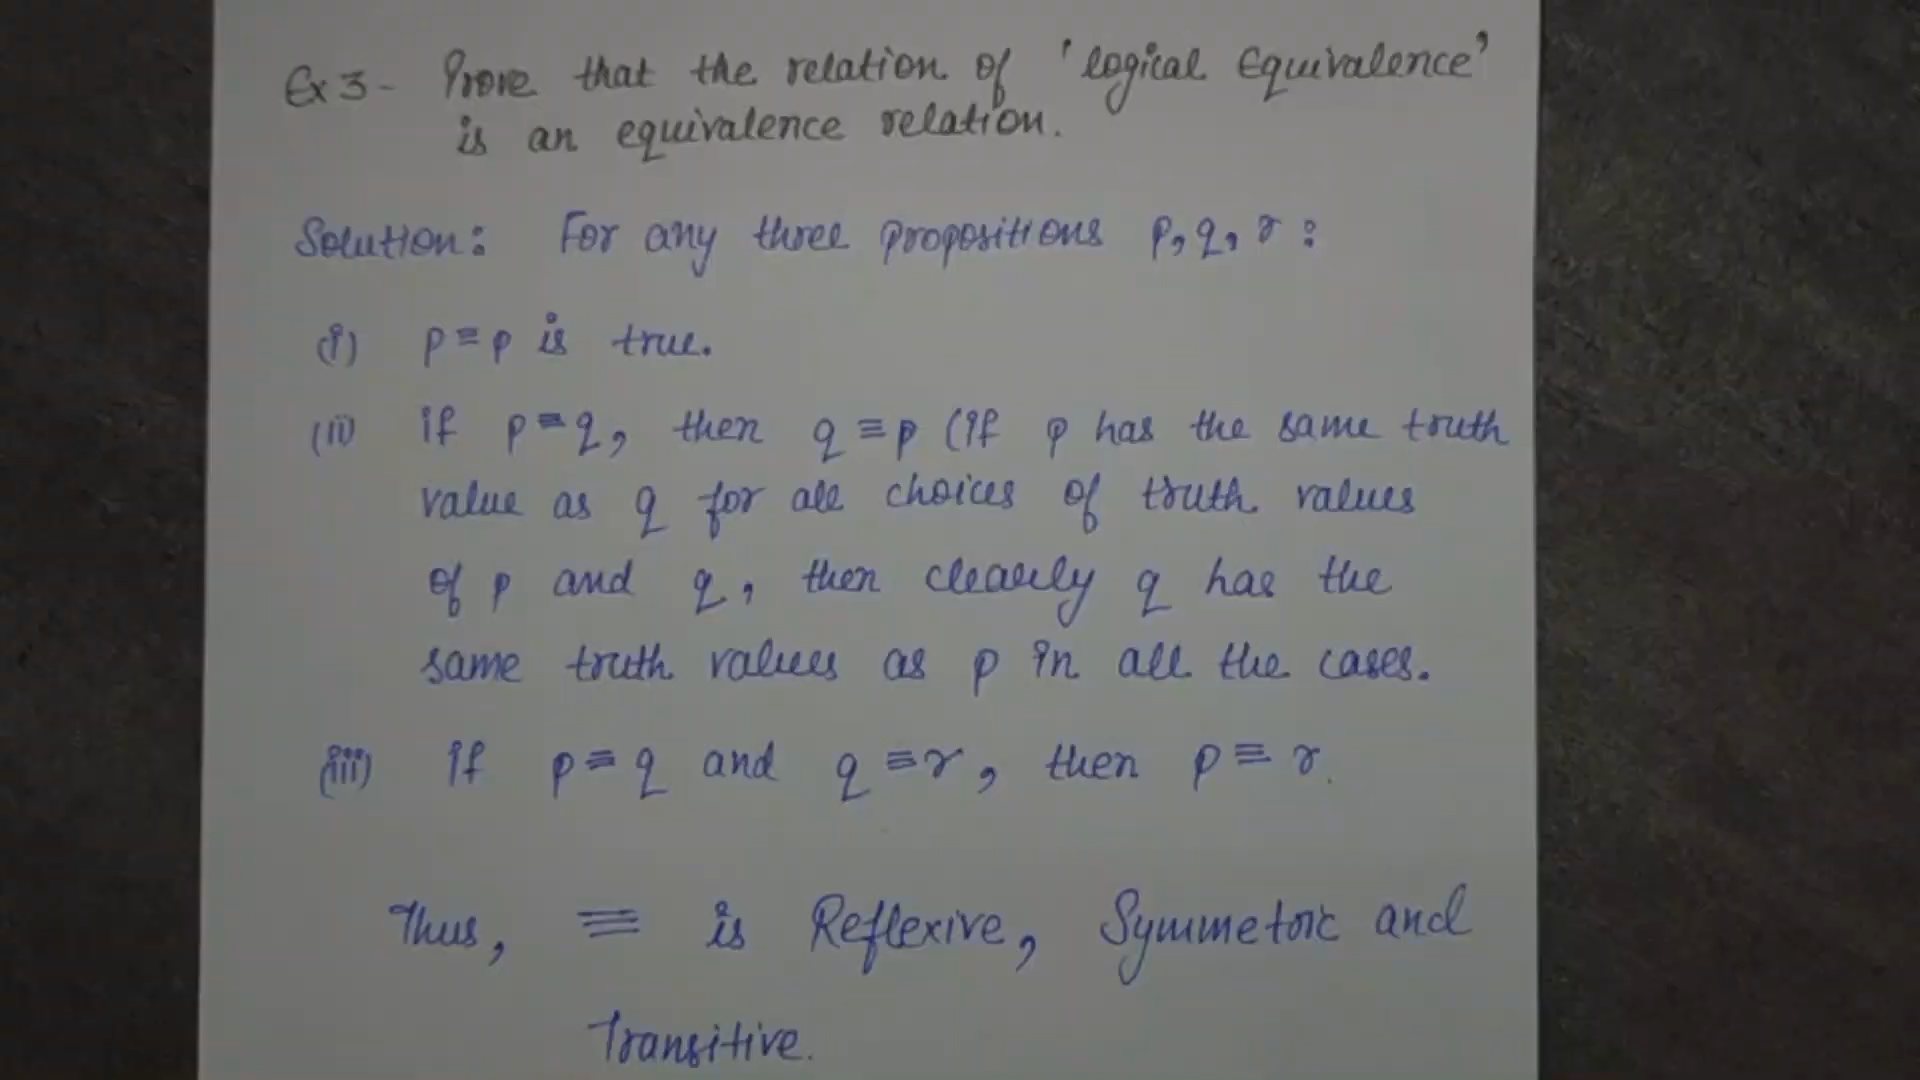 Ex 3- Prove that the relation of 'logical Equivalence'
is an equivalence relation.
Solution: For any three propositions p, q, r :
(i) p≡p is true.
(ii) if p≡q, then q≡p (if p has the same truth
value as q for all choices of truth values
of p and q, then clearly q has the
same truth values as p in all the cases.
(iii) if p≡q and q≡r, then p≡r.
Thus, ≡ is Reflexive, Symmetric and
Transitive.